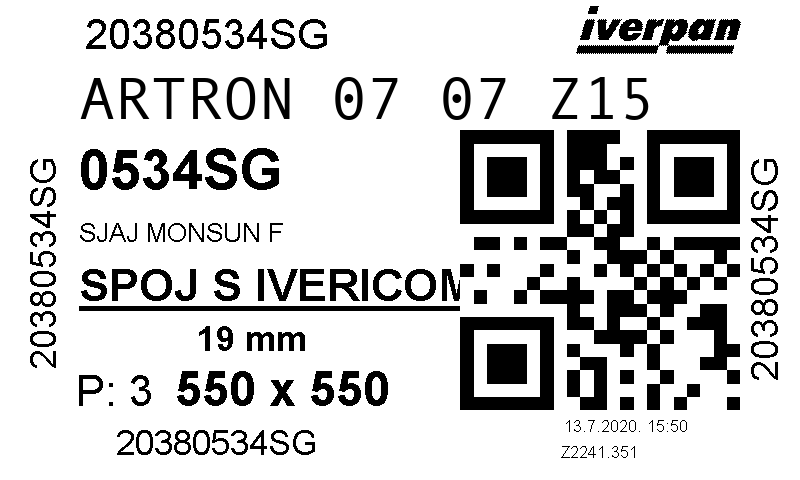 20380534SG
iverpan
ARTRON 07 07 Z15
0534SG
SJAJ MONSUN F
SPOJ S IVERICOM
19 mm
P: 3 550 x 550
20380534SG
20380534SG
20380534SG
13.7.2020. 15:50
Z2241.351